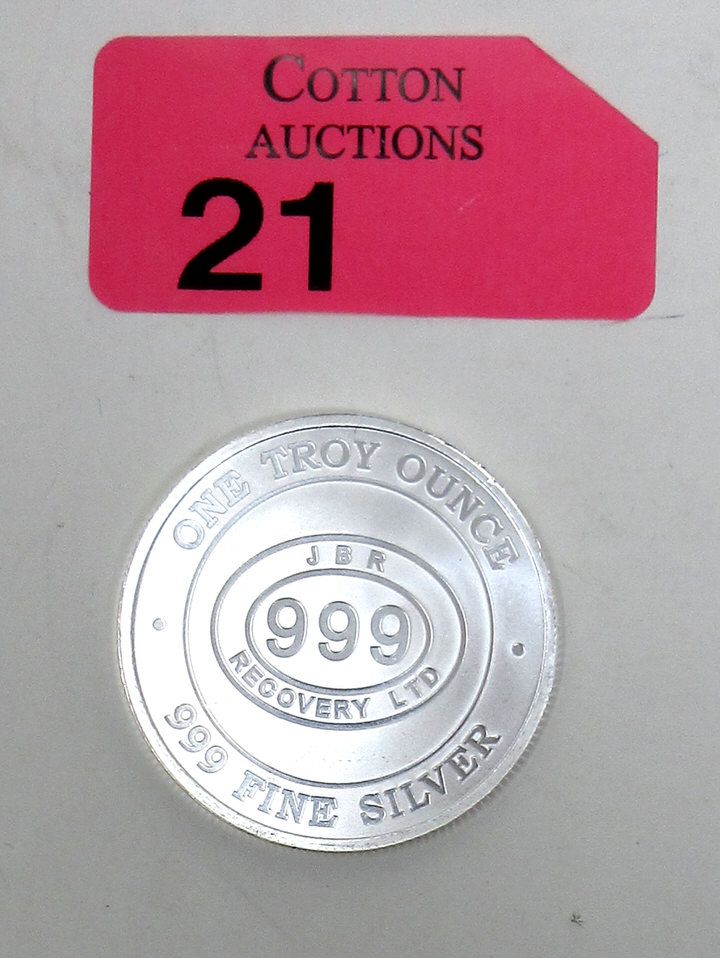 COTTON
AUCTIONS
21
ONE TROY OUNCE
JBR
999
RECOVERY LTD
999 FINE SILVER